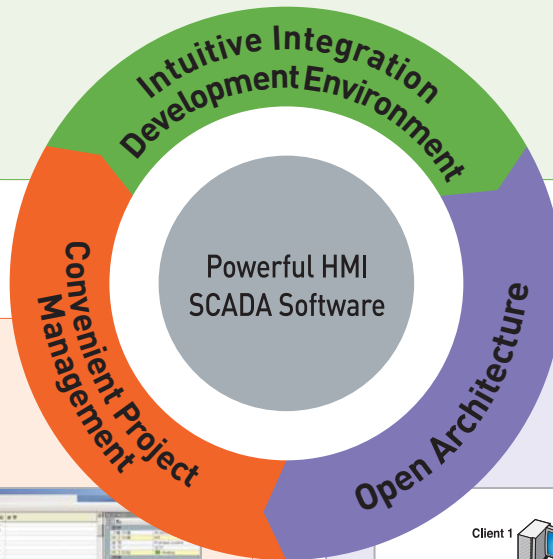 Intuitive Integration
Development Environment
Powerful HMI
SCADA Software
Convenient Project
Management
Open Architecture
Client 1